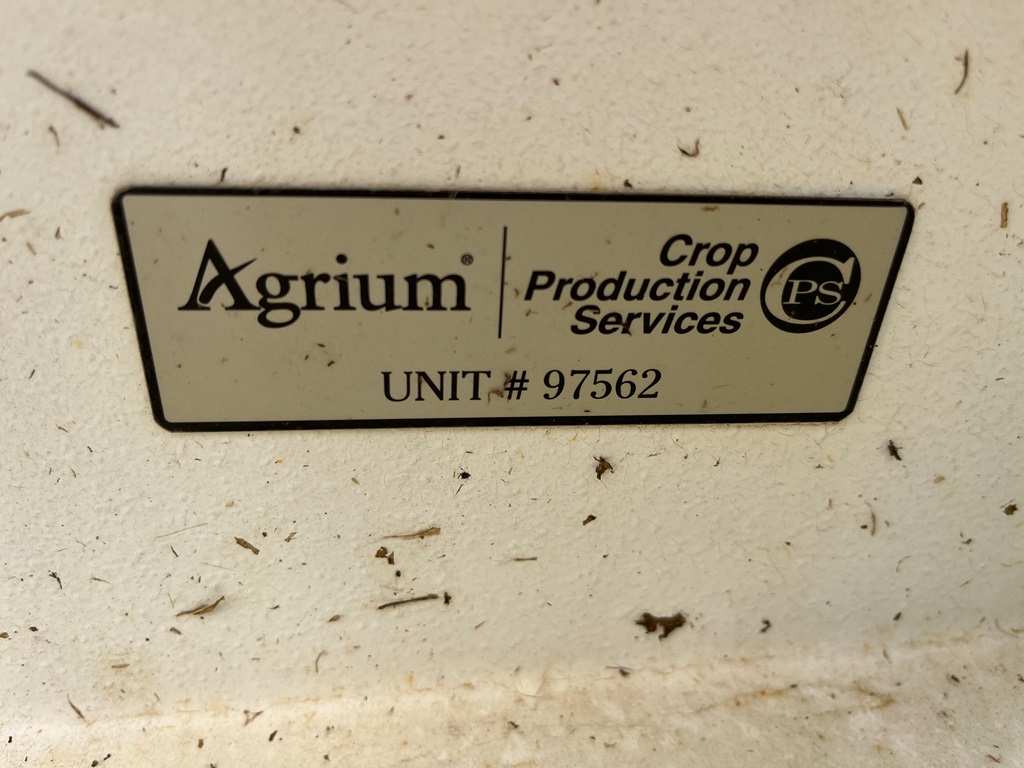 Agrium®
Crop
Production
Services
CPS
UNIT # 97562